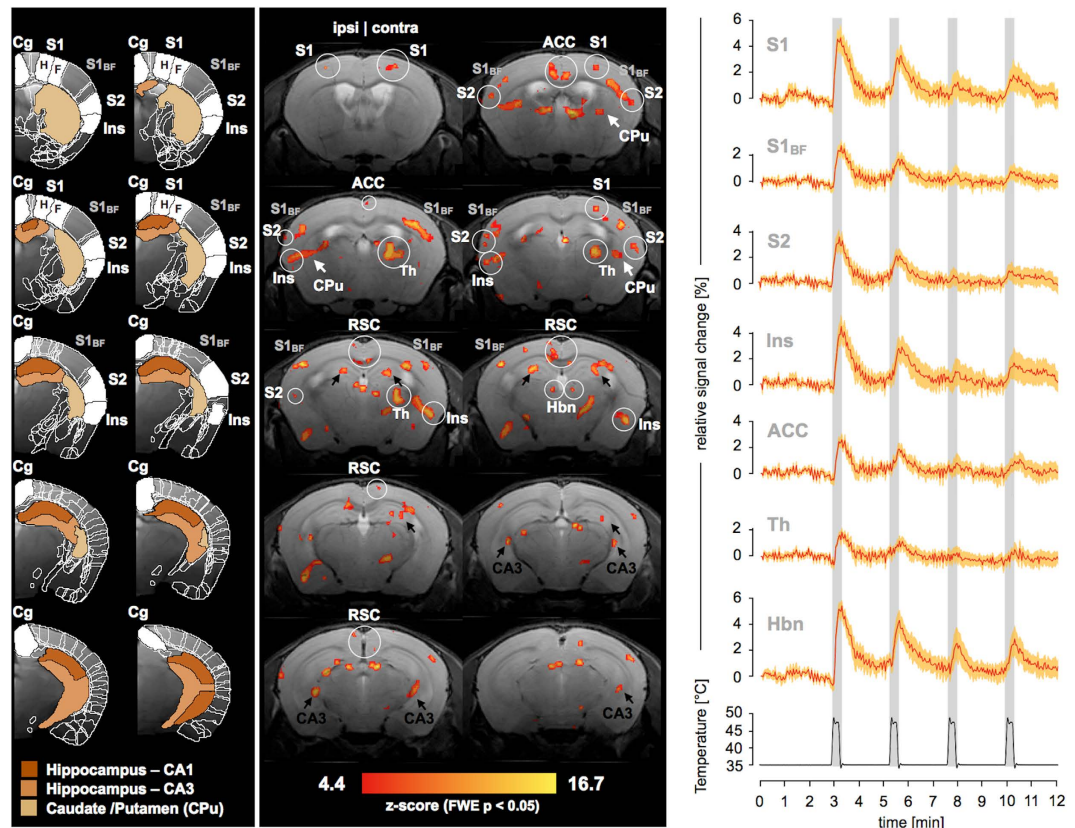 Cg S1 Cg S1
H F S1BF H F S1BF
S2
Ins
Cg S1 Cg S1
H F S1BF H F S1BF
S2
Ins
Cg Cg
S1BF S1BF
S2
Ins
Cg Cg
Cg Cg
Hippocampus – CA1
Hippocampus – CA3
Caudate /Putamen (CPu)
ipsi | contra
S1 S1
ACC S1
S1BF S1BF
S2 S2
CPu
ACC S1
S1BF S1BF S1BF
S2 S2 S2
Ins CPu Th Ins Th CPu
RSC RSC
S1BF S1BF
S2 Th Ins Hbn Ins
RSC
CA3 CA3
RSC
CA3 CA3 CA3
4.4 16.7
z-score (FWE p < 0.05)
relative signal change [%]
6
4
2
0
S1
2
0
S1BF
4
2
0
S2
4
2
0
Ins
4
2
0
ACC
2
0
Th
6
4
2
0
Hbn
Temperature [°C]
50
45
40
35
0 1 2 3 4 5 6 7 8 9 10 11 12
time [min]